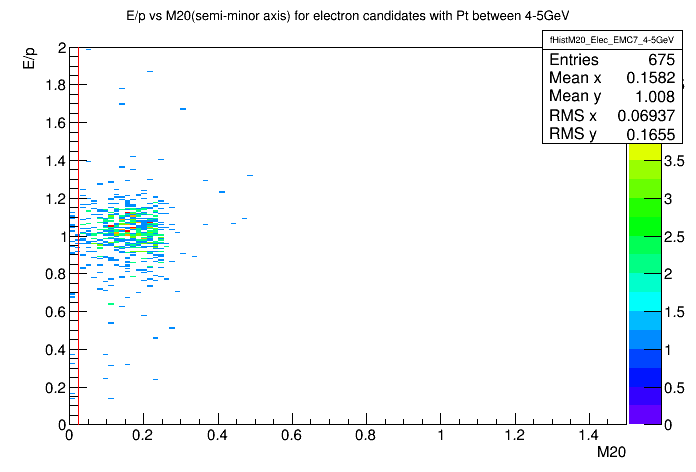 E/p vs M20(semi-minor axis) for electron candidates with Pt between 4-5GeV
fHistM20_Elec_EMC7_4-5GeV
Entries 675
Mean x 0.1582
Mean y 1.008
RMS x 0.06937
RMS y 0.1655
E/p
2
1.8
1.6
1.4
1.2
1
0.8
0.6
0.4
0.2
0
0 0.2 0.4 0.6 0.8 1 1.2 1.4
M20
3.5
3
2.5
2
1.5
1
0.5
0